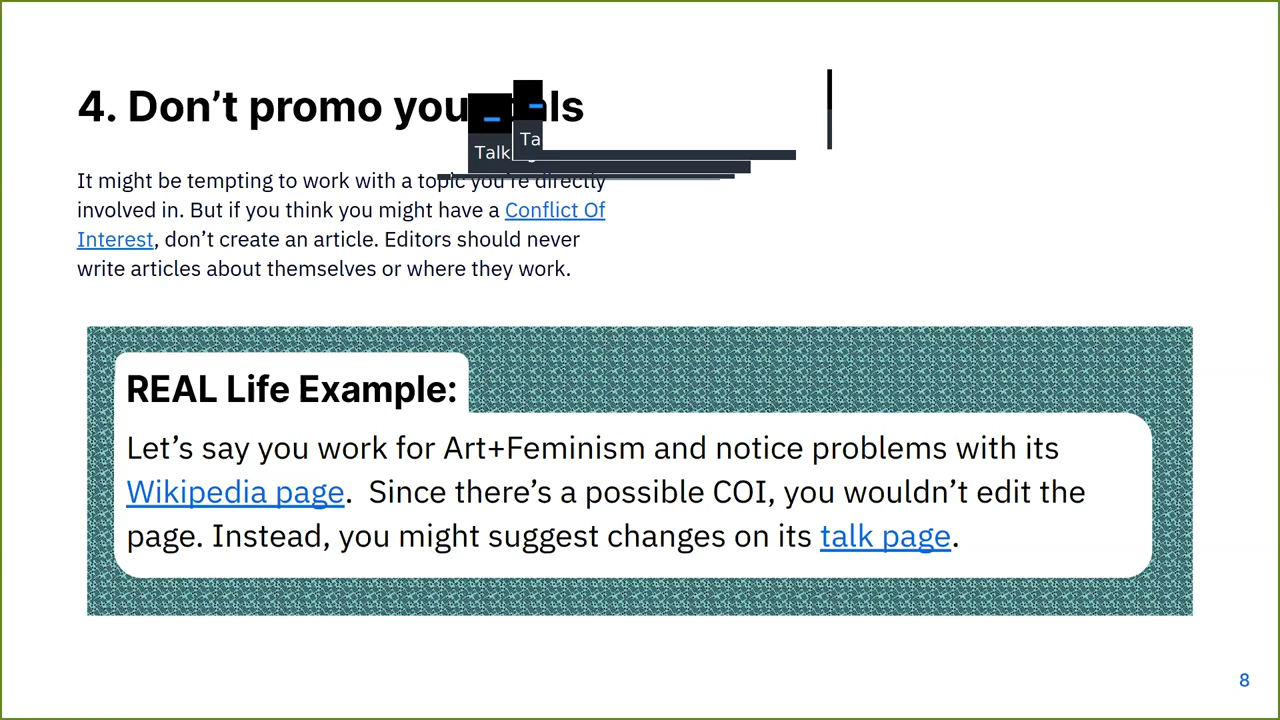 4. Don’t promo you als
Talk
Ta
It might be tempting to work with a topic you’re directly
involved in. But if you think you might have a Conflict Of
Interest, don’t create an article. Editors should never
write articles about themselves or where they work.
REAL Life Example:
Let’s say you work for Art+Feminism and notice problems with its
Wikipedia page. Since there’s a possible COI, you wouldn’t edit the
page. Instead, you might suggest changes on its talk page.
8